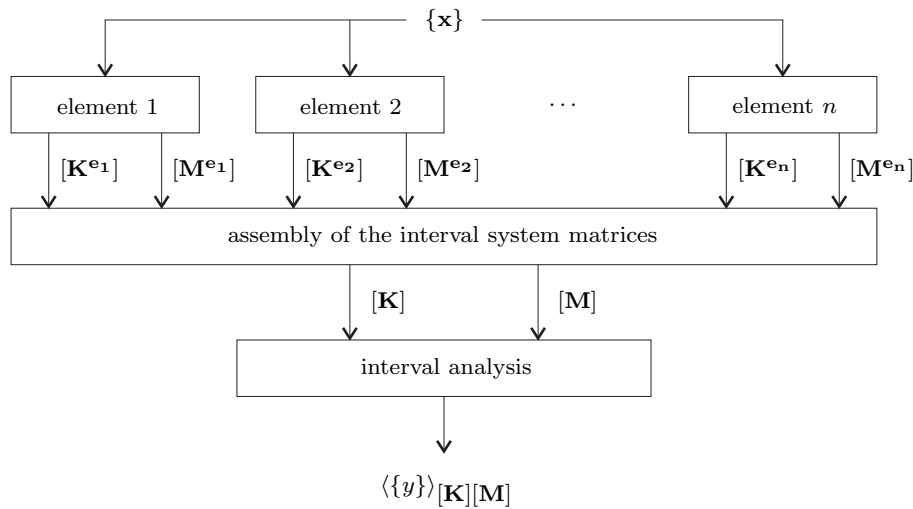 {x}
element 1 element 2 ⋯ element n
[K^e₁] [M^e₁] [K^e₂] [M^e₂] [K^eₙ] [M^eₙ]
assembly of the interval system matrices
[K] [M]
interval analysis
⟨{y}⟩[K][M]